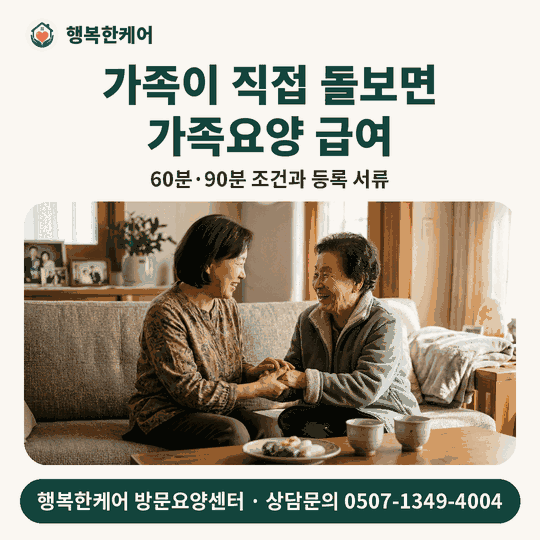 행복한케어
가족이 직접 돌보면
가족요양 급여
60분·90분 조건과 등록 서류
행복한케어 방문요양센터 · 상담문의 0507-1349-4004